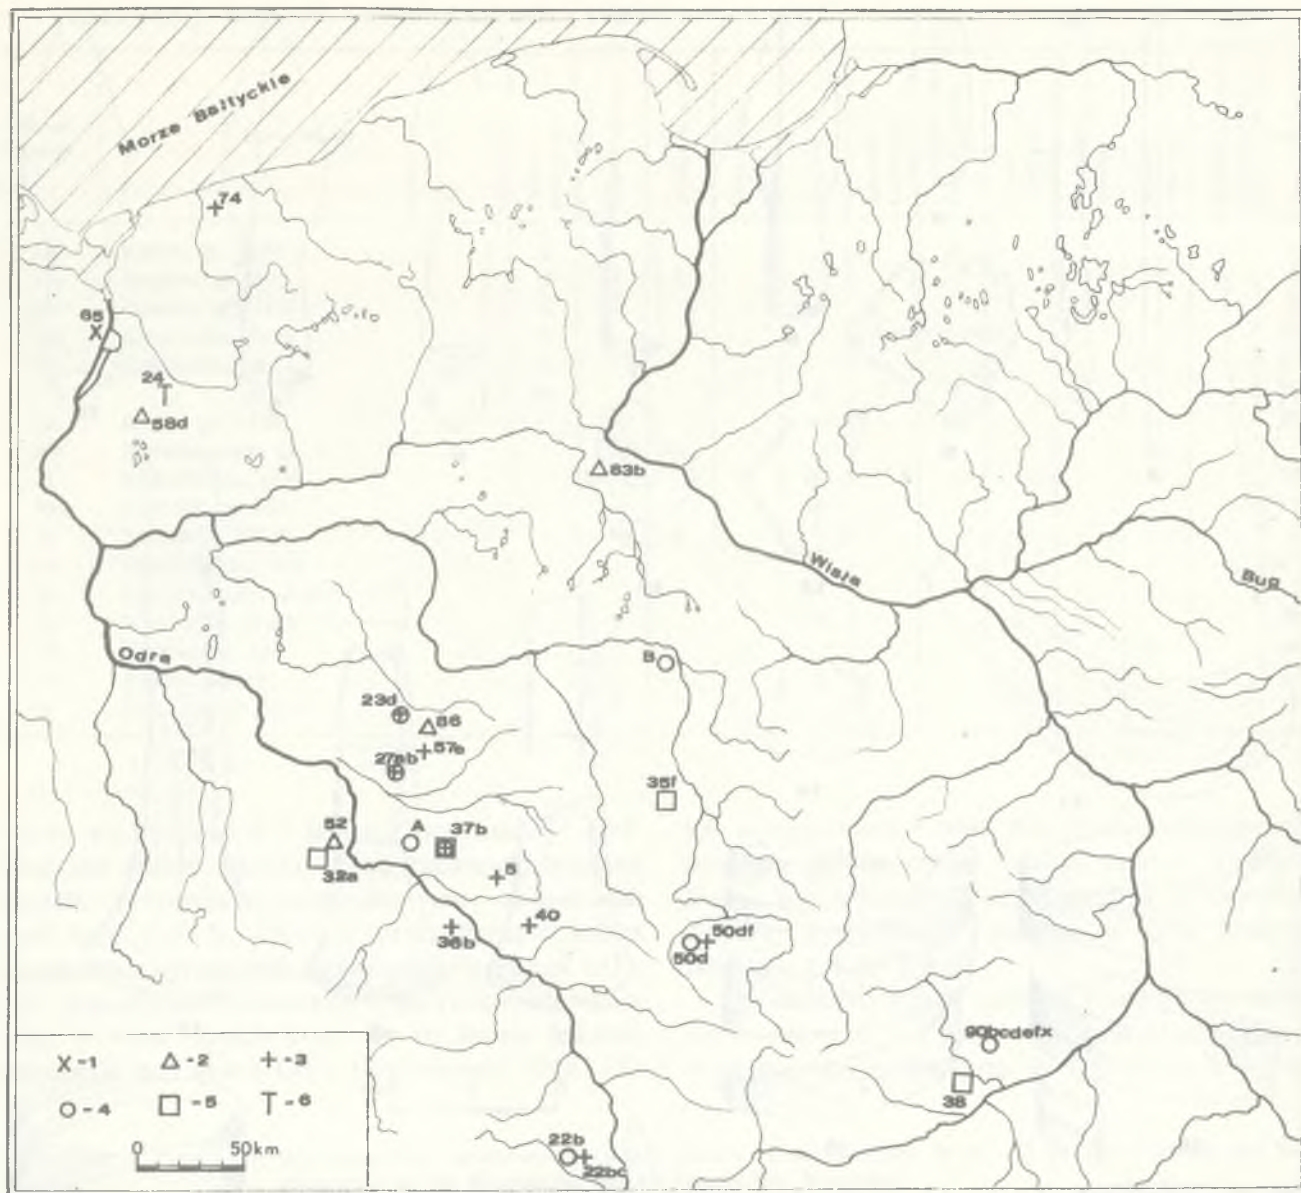 Morze Bałtyckie
+74
65
X
24
T
△58d
△83b
Wisła
Bug
Odra
B
23d
△86
+57e
27ab
35f
52
A
37b
32a
+5
+40
36b
+50df
50d
90bcdefx
38
22b
+22bc
X-1 △-2 +-3
O-4 □-5 T-6
0 50km